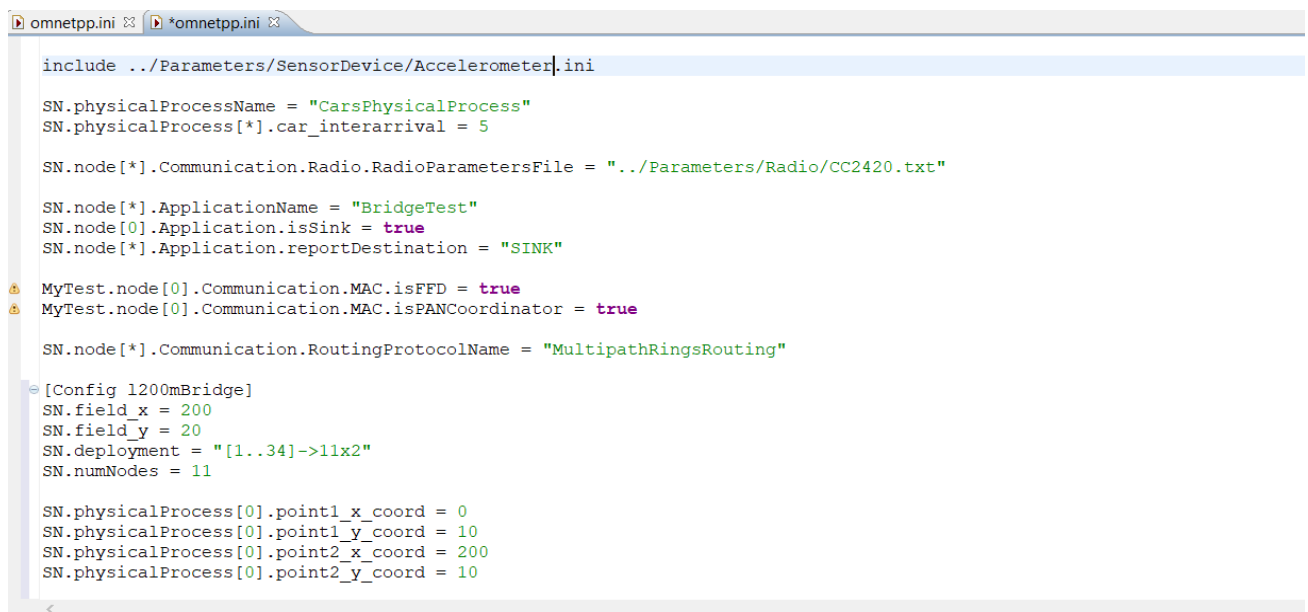 omnetpp.ini
*omnetpp.ini
include ../Parameters/SensorDevice/Accelerometer.ini
SN.physicalProcessName = "CarsPhysicalProcess"
SN.physicalProcess[*].car_interarrival = 5
SN.node[*].Communication.Radio.RadioParametersFile = "../Parameters/Radio/CC2420.txt"
SN.node[*].ApplicationName = "BridgeTest"
SN.node[0].Application.isSink = true
SN.node[*].Application.reportDestination = "SINK"
MyTest.node[0].Communication.MAC.isFFD = true
MyTest.node[0].Communication.MAC.isPANCoordinator = true
SN.node[*].Communication.RoutingProtocolName = "MultipathRingsRouting"
[Config l200mBridge]
SN.field_x = 200
SN.field_y = 20
SN.deployment = "[1..34]->11x2"
SN.numNodes = 11
SN.physicalProcess[0].point1_x_coord = 0
SN.physicalProcess[0].point1_y_coord = 10
SN.physicalProcess[0].point2_x_coord = 200
SN.physicalProcess[0].point2_y_coord = 10